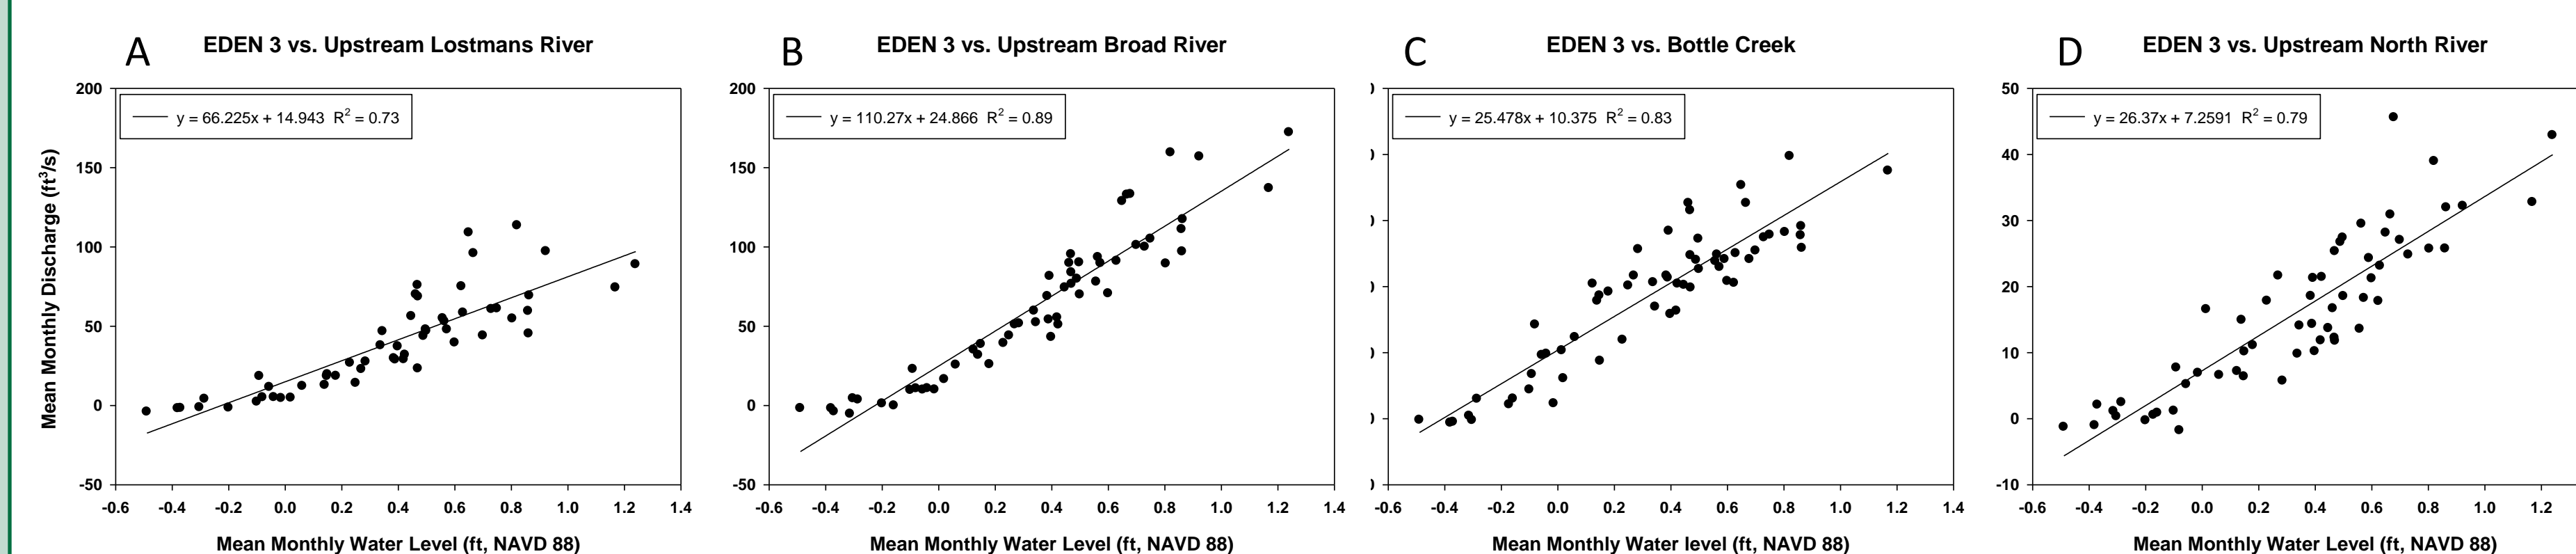 A
EDEN 3 vs. Upstream Lostmans River
y = 66.225x + 14.943 R² = 0.73
Mean Monthly Discharge (ft³/s)
200
150
100
50
0
-50
-0.6 -0.4 -0.2 0.0 0.2 0.4 0.6 0.8 1.0 1.2 1.4
Mean Monthly Water Level (ft, NAVD 88)
B
EDEN 3 vs. Upstream Broad River
y = 110.27x + 24.866 R² = 0.89
200
150
100
50
0
-50
-0.6 -0.4 -0.2 0.0 0.2 0.4 0.6 0.8 1.0 1.2 1.4
Mean Monthly Water Level (ft, NAVD 88)
C
EDEN 3 vs. Bottle Creek
y = 25.478x + 10.375 R² = 0.83
-0.6 -0.4 -0.2 0.0 0.2 0.4 0.6 0.8 1.0 1.2 1.4
Mean Monthly Water level (ft, NAVD 88)
D
EDEN 3 vs. Upstream North River
y = 26.37x + 7.2591 R² = 0.79
50
40
30
20
10
0
-10
-0.6 -0.4 -0.2 0.0 0.2 0.4 0.6 0.8 1.0 1.2
Mean Monthly Water Level (ft, NAVD 88)